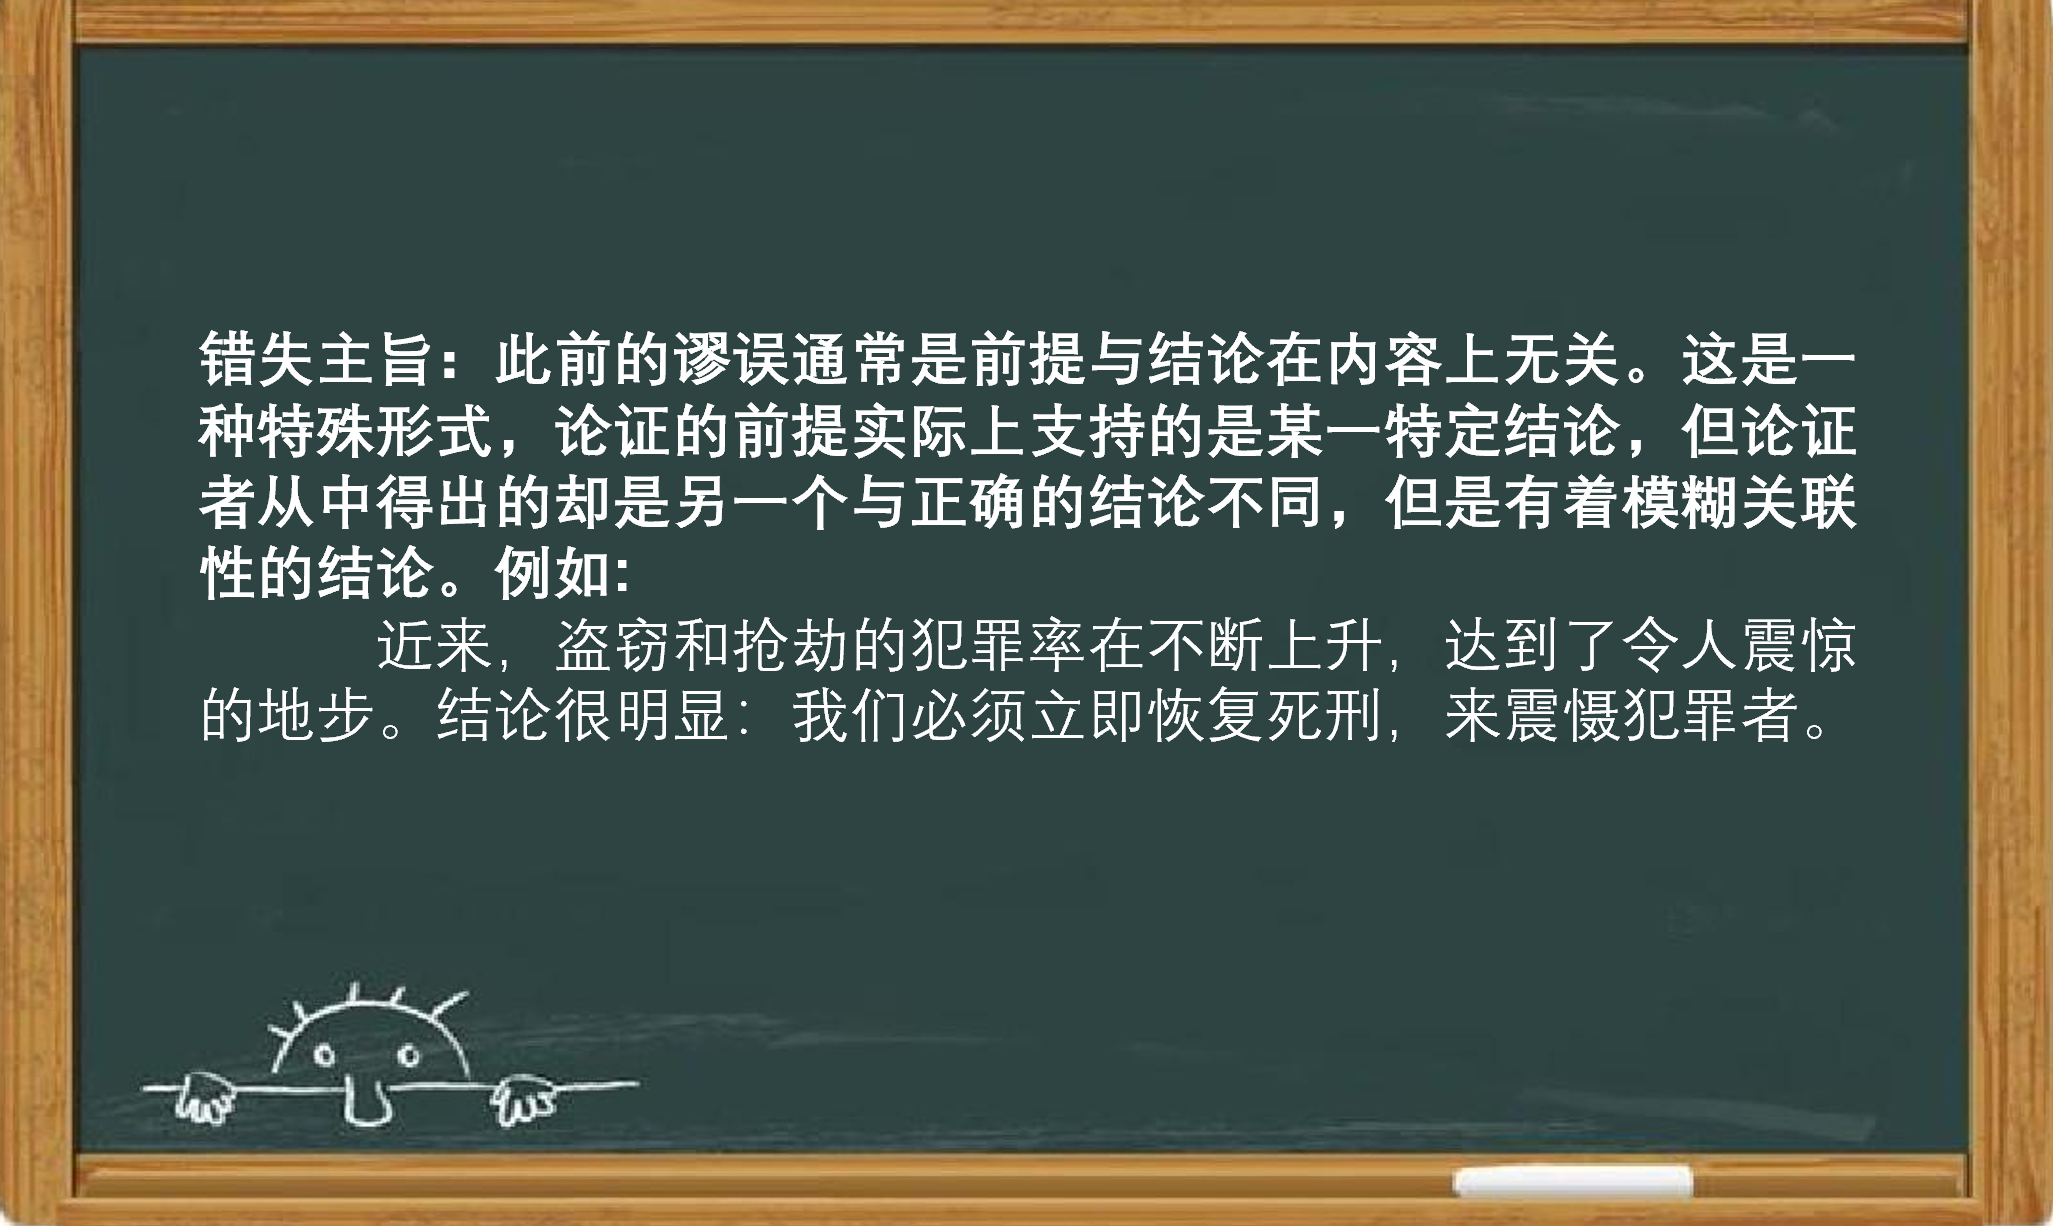 错失主旨：此前的谬误通常是前提与结论在内容上无关。这是一
种特殊形式，论证的前提实际上支持的是某一特定结论，但论证
者从中得出的却是另一个与正确的结论不同，但是有着模糊关联
性的结论。例如:
近来，盗窃和抢劫的犯罪率在不断上升，达到了令人震惊
的地步。结论很明显：我们必须立即恢复死刑，来震慑犯罪者。